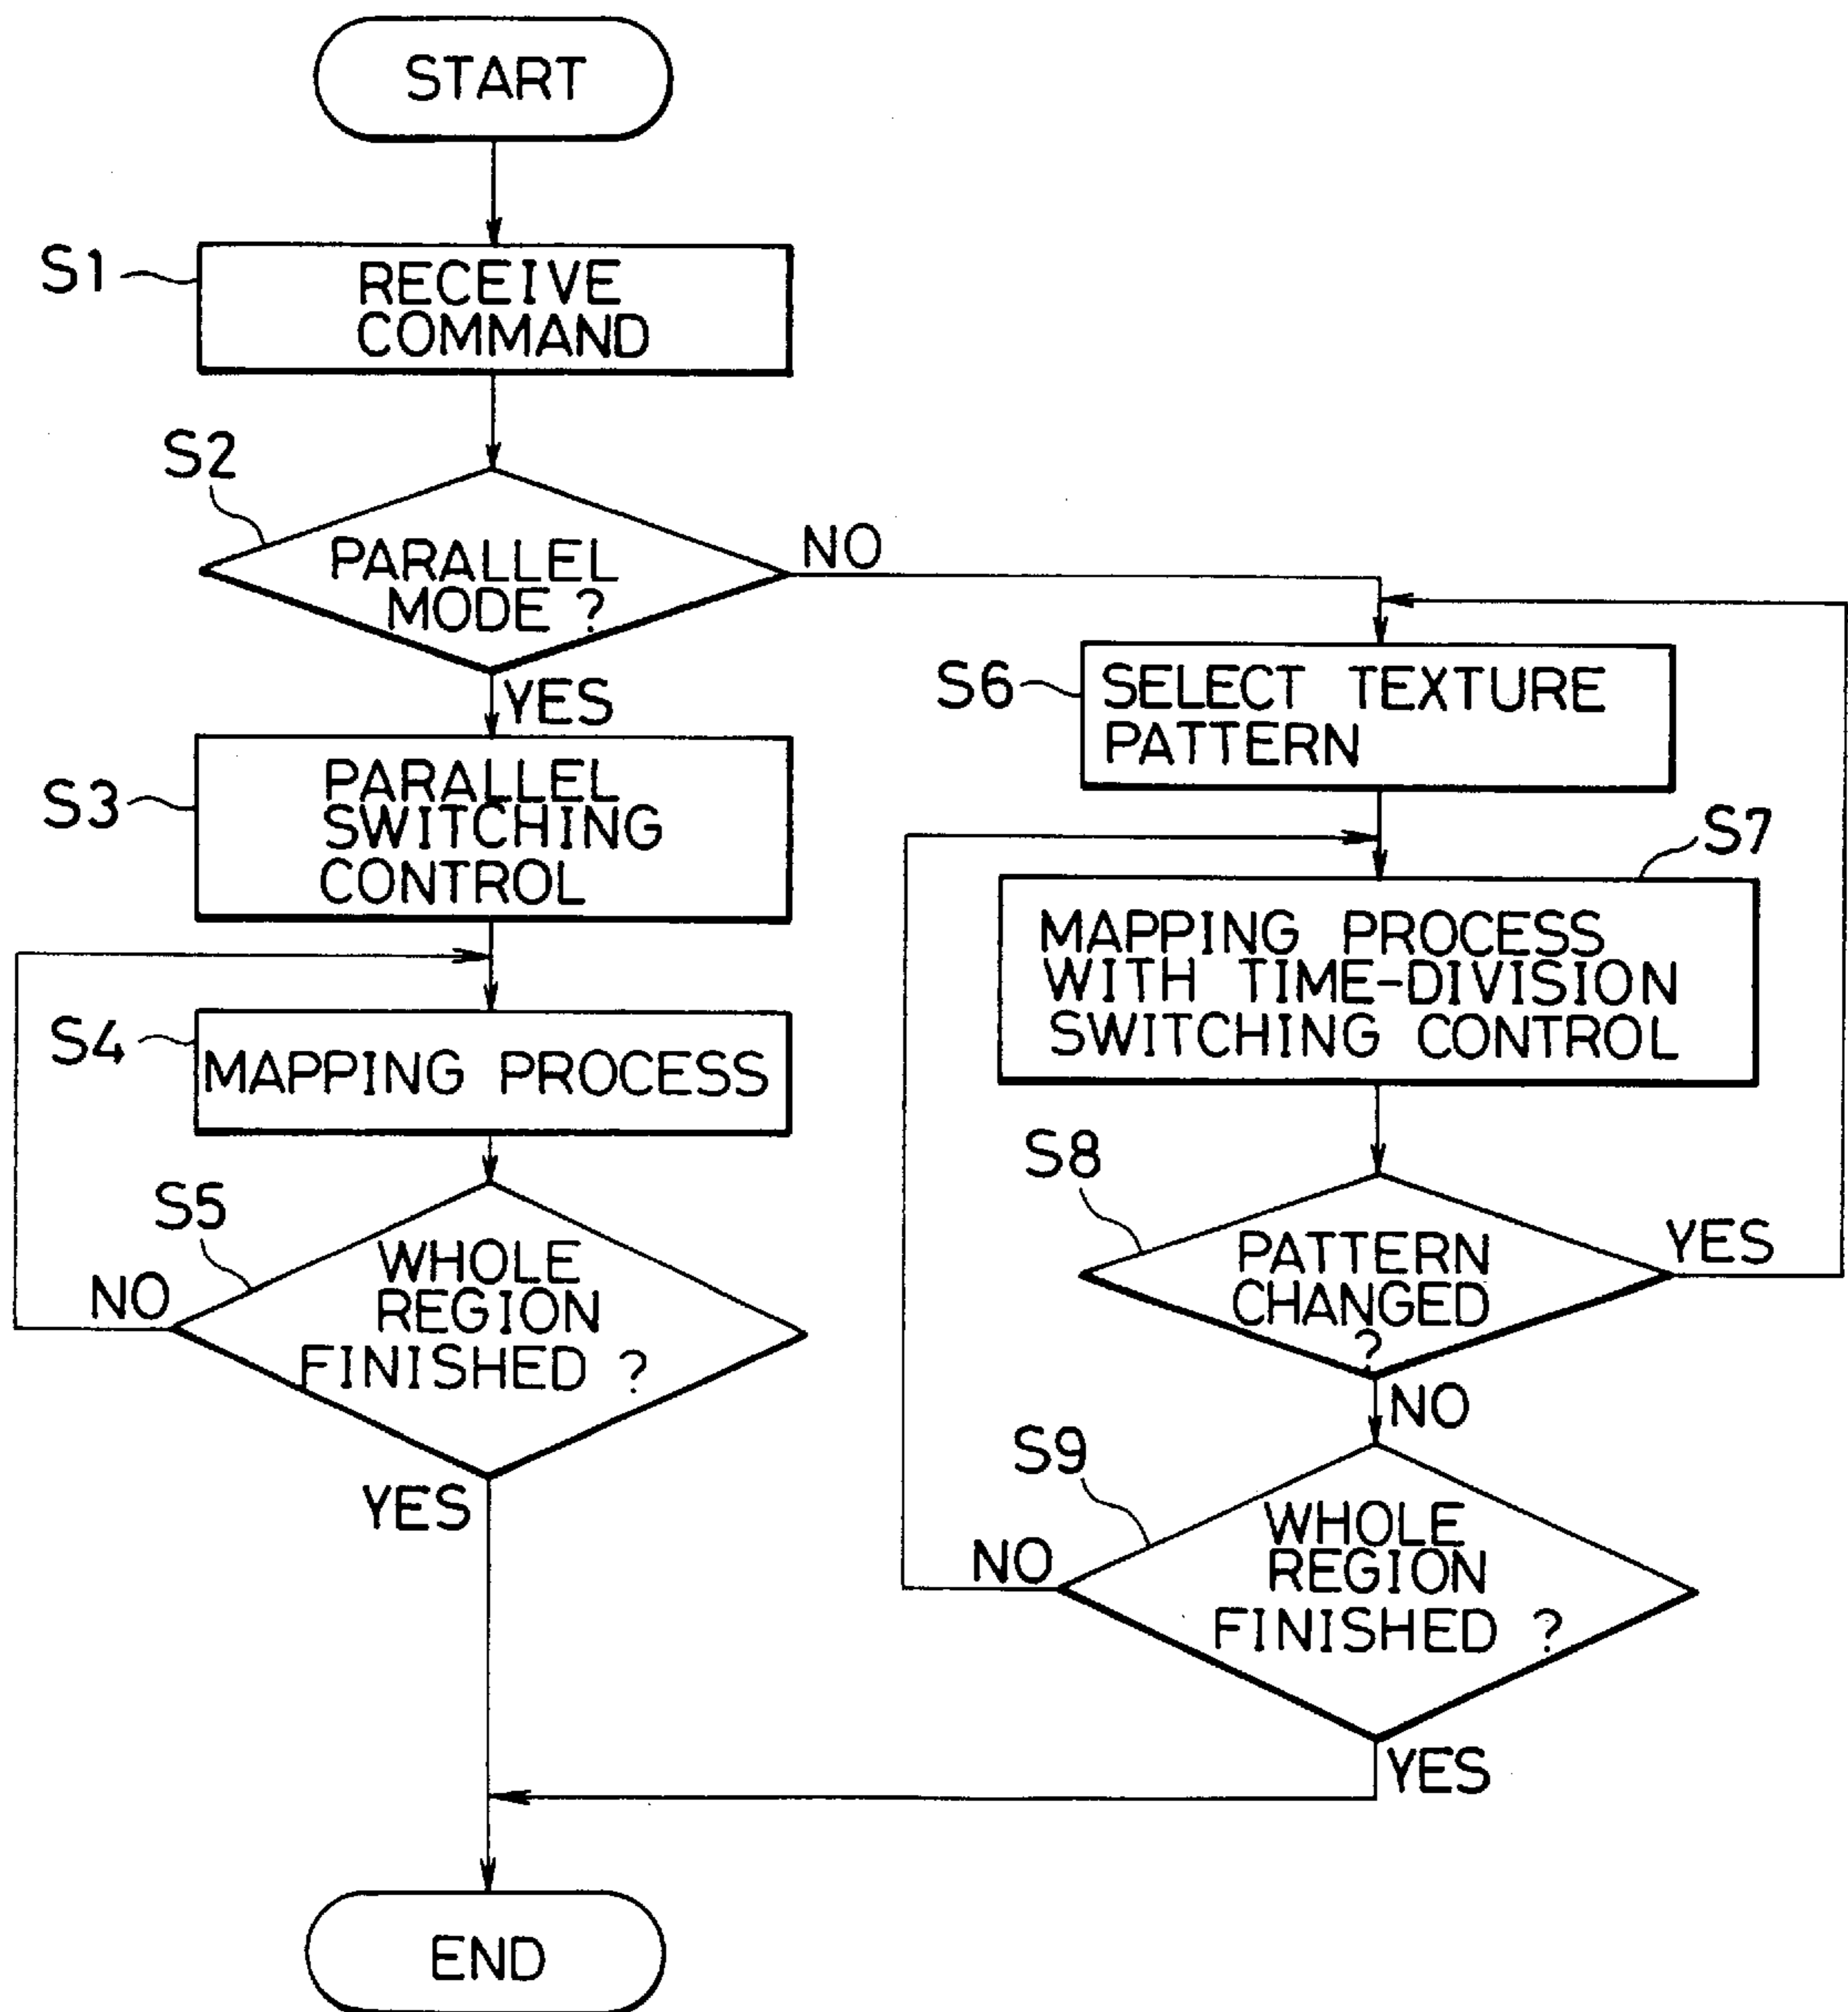 START
S1
RECEIVE
COMMAND
S2
PARALLEL
MODE ?
NO
YES
S3
PARALLEL
SWITCHING
CONTROL
S4
MAPPING PROCESS
S5
WHOLE
REGION
FINISHED ?
NO
YES
S6
SELECT TEXTURE
PATTERN
S7
MAPPING PROCESS
WITH TIME-DIVISION
SWITCHING CONTROL
S8
PATTERN
CHANGED
?
YES
NO
S9
WHOLE
REGION
FINISHED ?
NO
YES
END